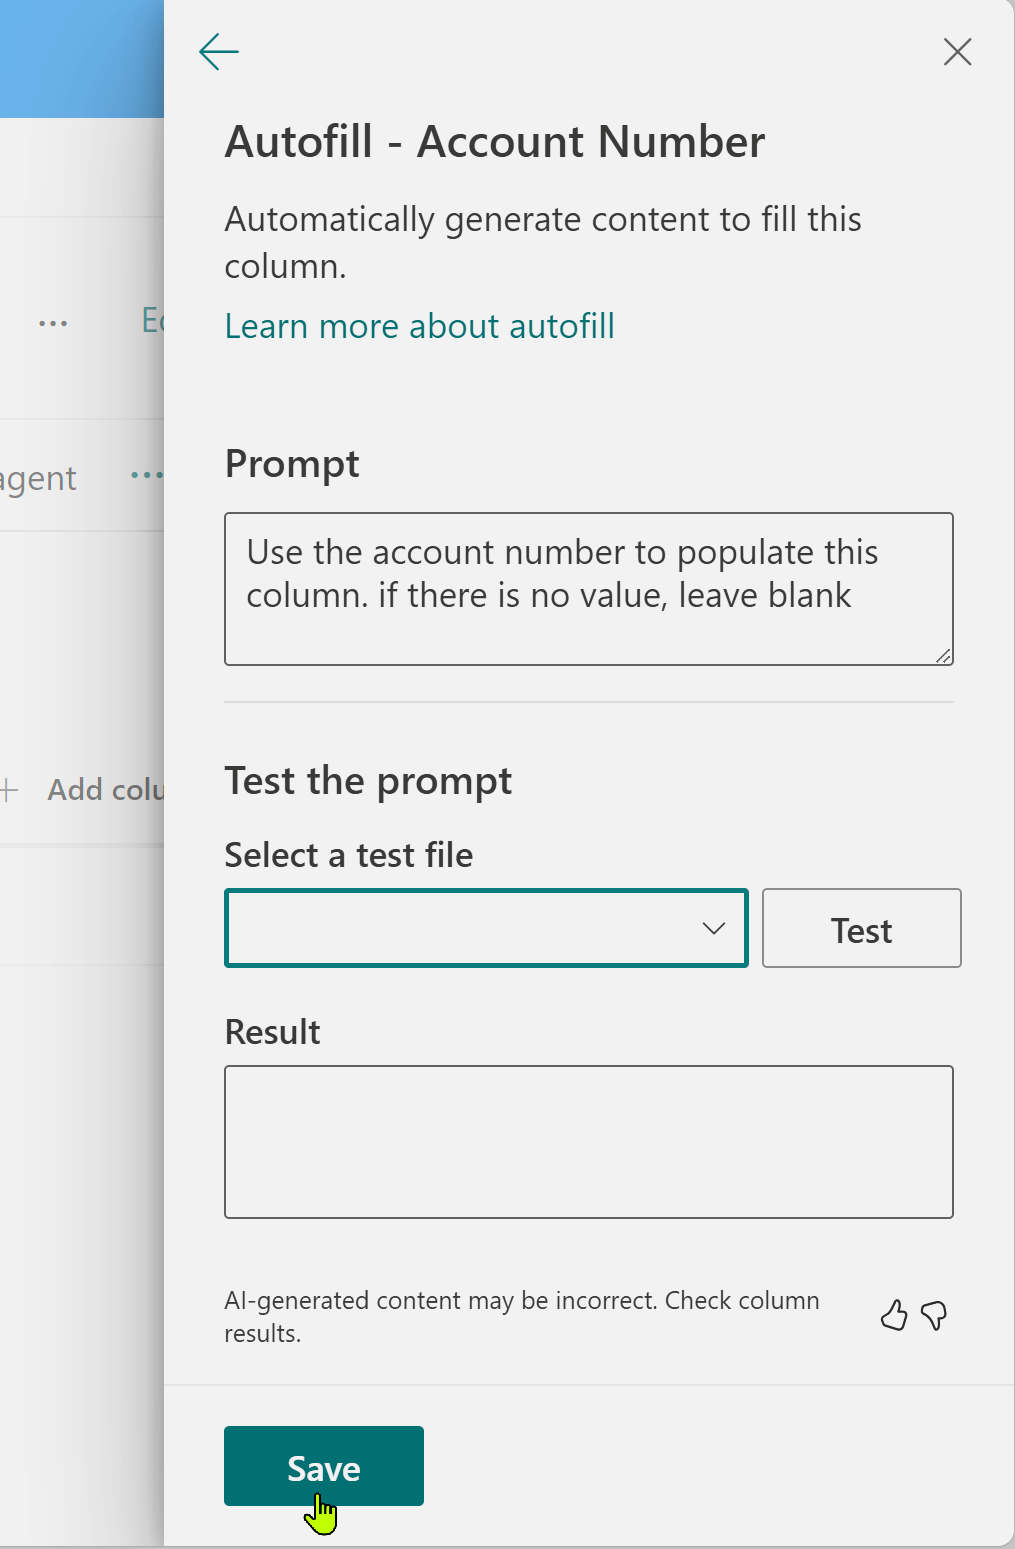 Autofill - Account Number
Automatically generate content to fill this
column.
Learn more about autofill
Prompt
Use the account number to populate this
column. if there is no value, leave blank
agent
Test the prompt
Add colu
Select a test file
Test
Result
AI-generated content may be incorrect. Check column
results.
Save